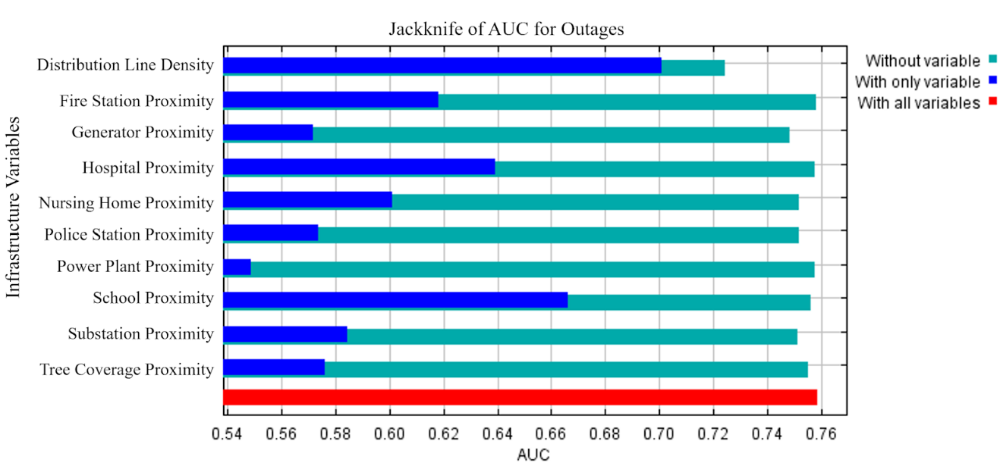 Jackknife of AUC for Outages
Infrastructure Variables
Distribution Line Density
Fire Station Proximity
Generator Proximity
Hospital Proximity
Nursing Home Proximity
Police Station Proximity
Power Plant Proximity
School Proximity
Substation Proximity
Tree Coverage Proximity
Without variable
With only variable
With all variables
0.54 0.56 0.58 0.60 0.62 0.64 0.66 0.68 0.70 0.72 0.74 0.76
AUC